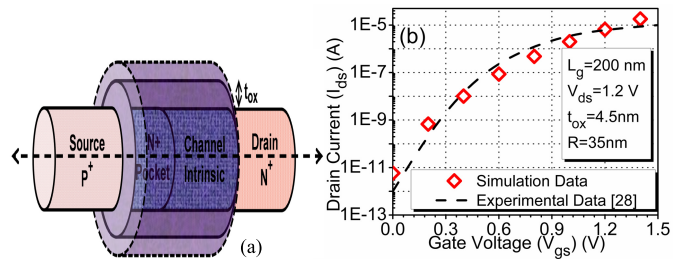 t_ox
Source
P^+
N+
Pocket
Channel
Intrinsic
Drain
N^+
(a)
(b)
Drain Current (I_ds) (A)
1E-5
1E-7
1E-9
1E-11
1E-13
L_g=200 nm
V_ds=1.2 V
t_ox=4.5nm
R=35nm
Simulation Data
Experimental Data [28]
0.0 0.3 0.6 0.9 1.2 1.5
Gate Voltage (V_gs) (V)